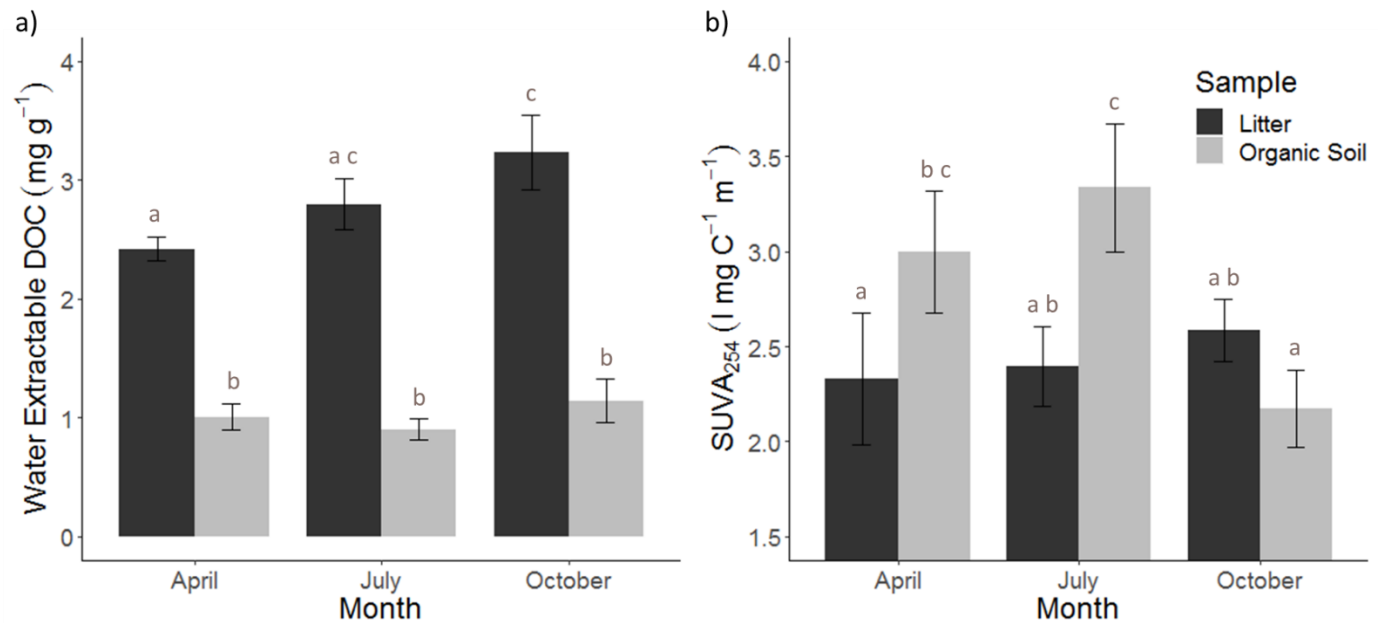 a)
Water Extractable DOC (mg g⁻¹)
4
3
2
1
0
a
b
a c
b
c
b
April July October
Month
b)
SUVA₂₅₄ (l mg C⁻¹ m⁻¹)
4.0
3.5
3.0
2.5
2.0
1.5
a
b c
a b
c
a b
a
April July October
Month
Sample
Litter
Organic Soil